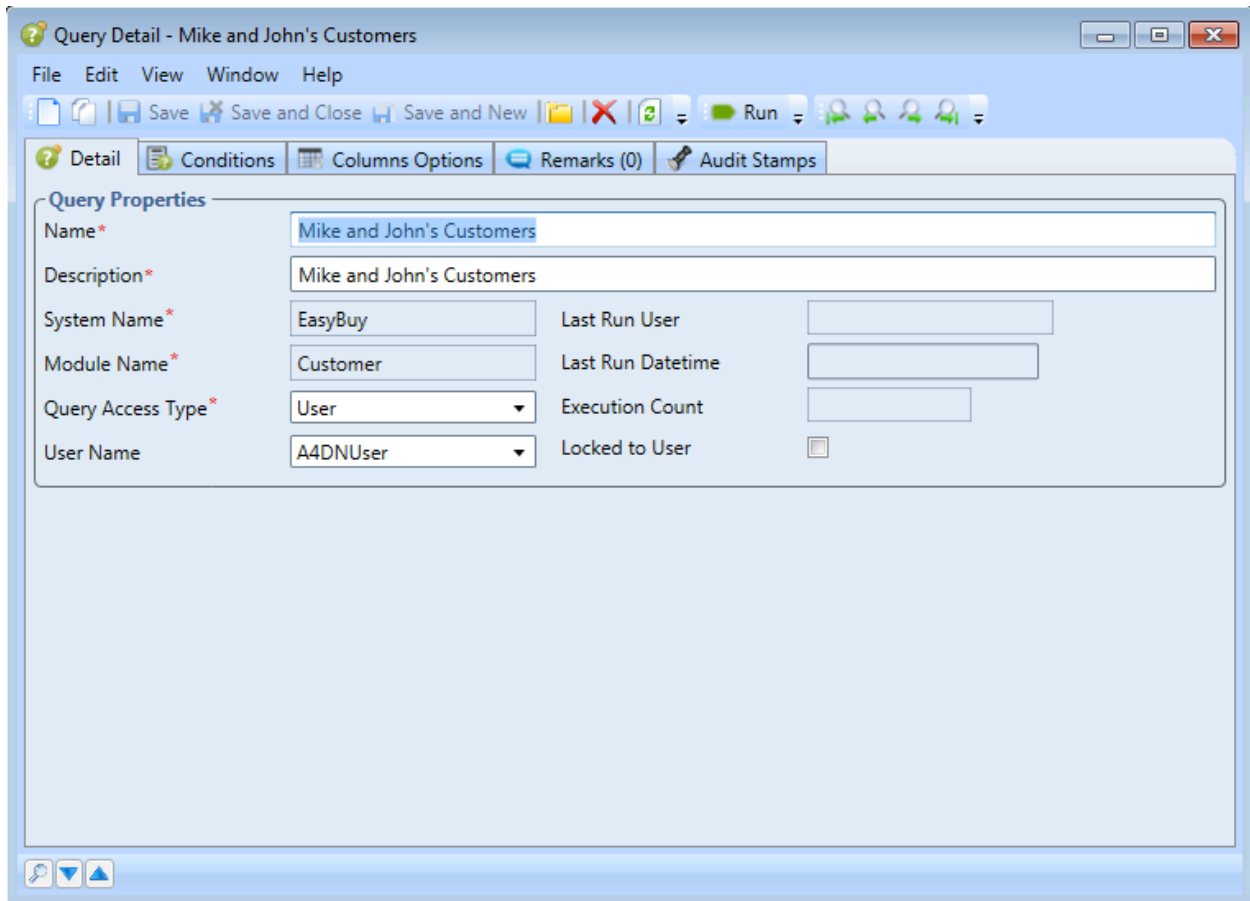 Query Detail - Mike and John's Customers
File Edit View Window Help
Save Save and Close Save and New Run
Detail Conditions Columns Options Remarks (0) Audit Stamps
Query Properties
Name* Mike and John's Customers
Description* Mike and John's Customers
System Name* EasyBuy Last Run User
Module Name* Customer Last Run Datetime
Query Access Type* User Execution Count
User Name A4DNUser Locked to User